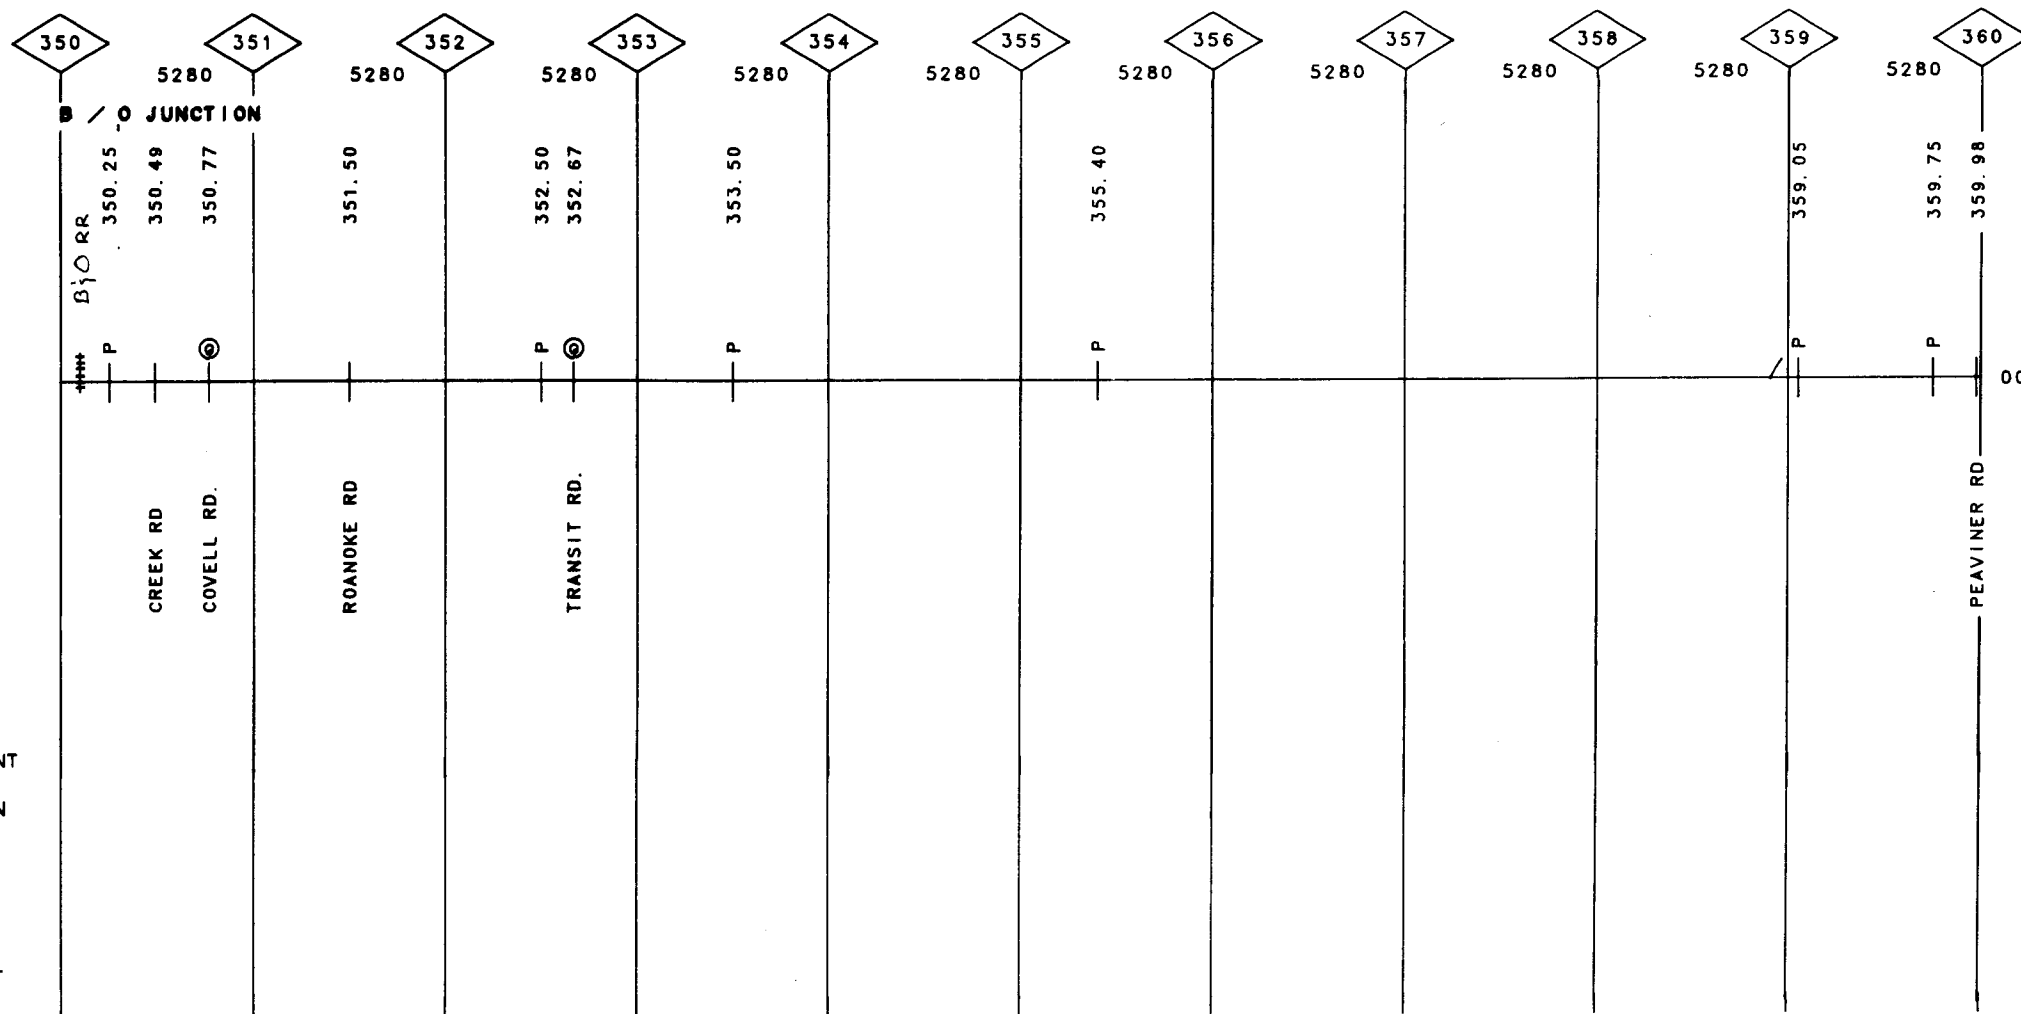 350 351 352 353 354 355 356 357 358 359 360
5280 5280 5280 5280 5280 5280 5280 5280 5280 5280
B / O JUNCTION
350.25 350.49 350.77 351.50 352.50 352.67 353.50 355.40 359.05 359.75 359.98
B&O RR
P P P P P P
CREEK RD
COVELL RD.
ROANOKE RD
TRANSIT RD.
PEAVINER RD
NT